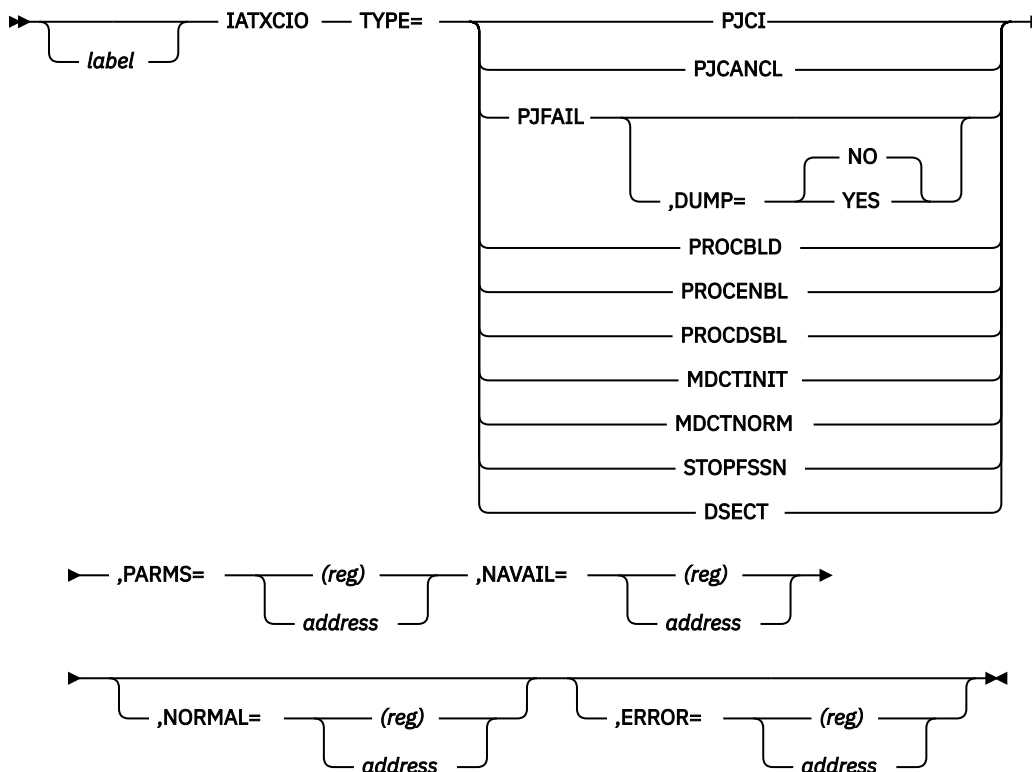 IATXCIO TYPE= PJCI
label
PJCANCL
PJFAIL
NO
,DUMP= YES
PROCBLD
PROCENBL
PROCDSBL
MDCTINIT
MDCTNORM
STOPFSSN
DSECT
,PARMS= (reg) ,NAVAIL= (reg)
address address
,NORMAL= (reg) ,ERROR= (reg)
address address